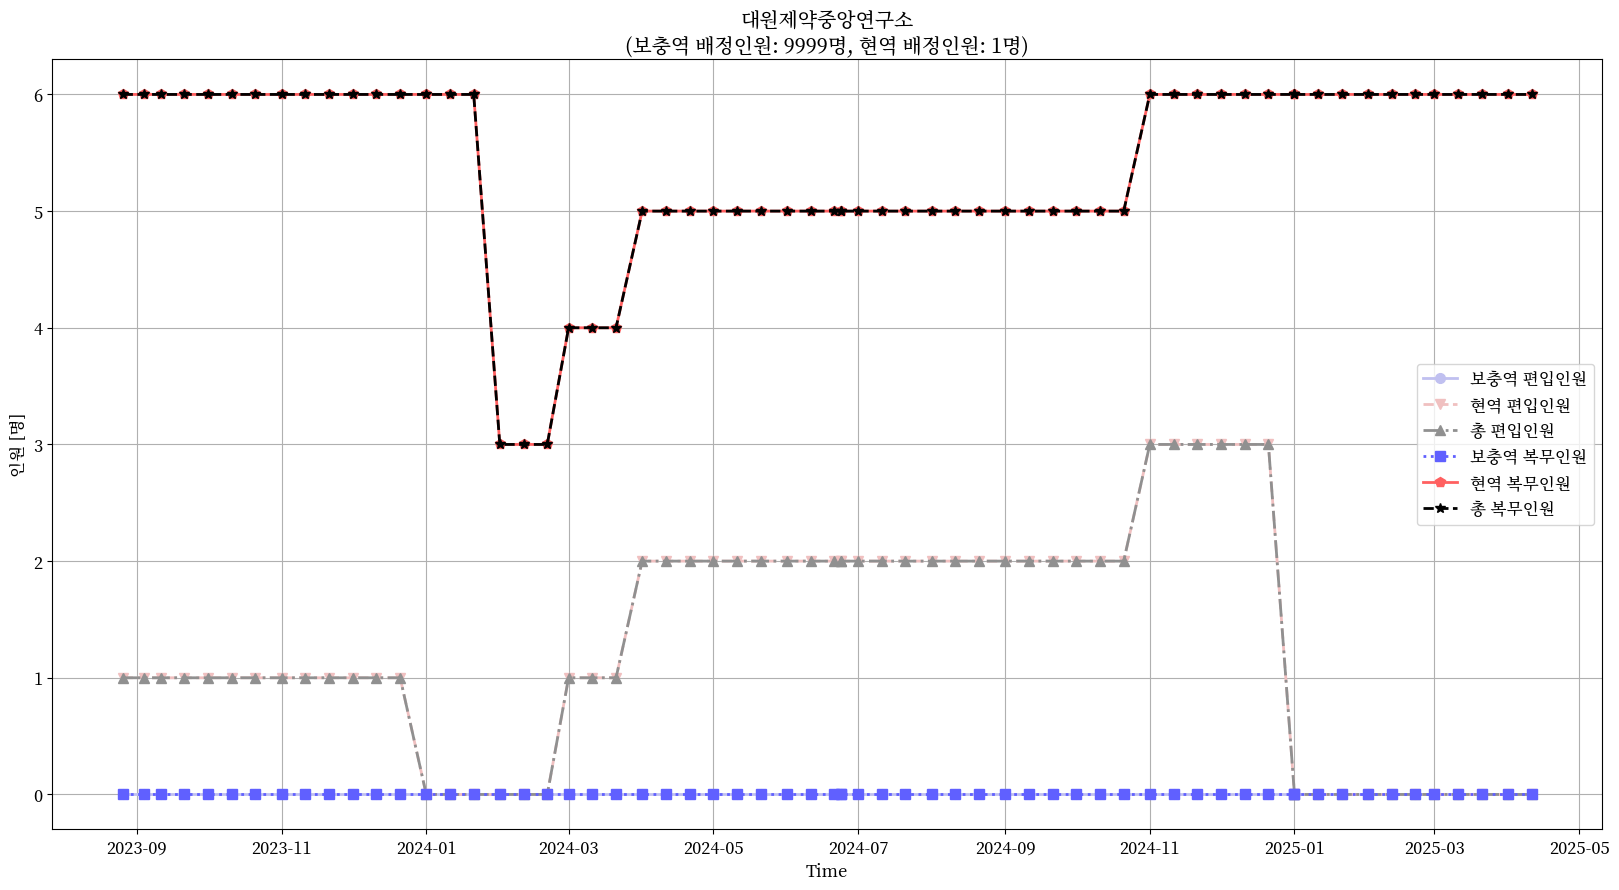 대원제약중앙연구소
(보충역 배정인원: 9999명, 현역 배정인원: 1명)
인원 [명]
6
5
4
3
2
1
0
보충역 편입인원
현역 편입인원
총 편입인원
보충역 복무인원
현역 복무인원
총 복무인원
2023-09 2023-11 2024-01 2024-03 2024-05 2024-07 2024-09 2024-11 2025-01 2025-03 2025-05
Time